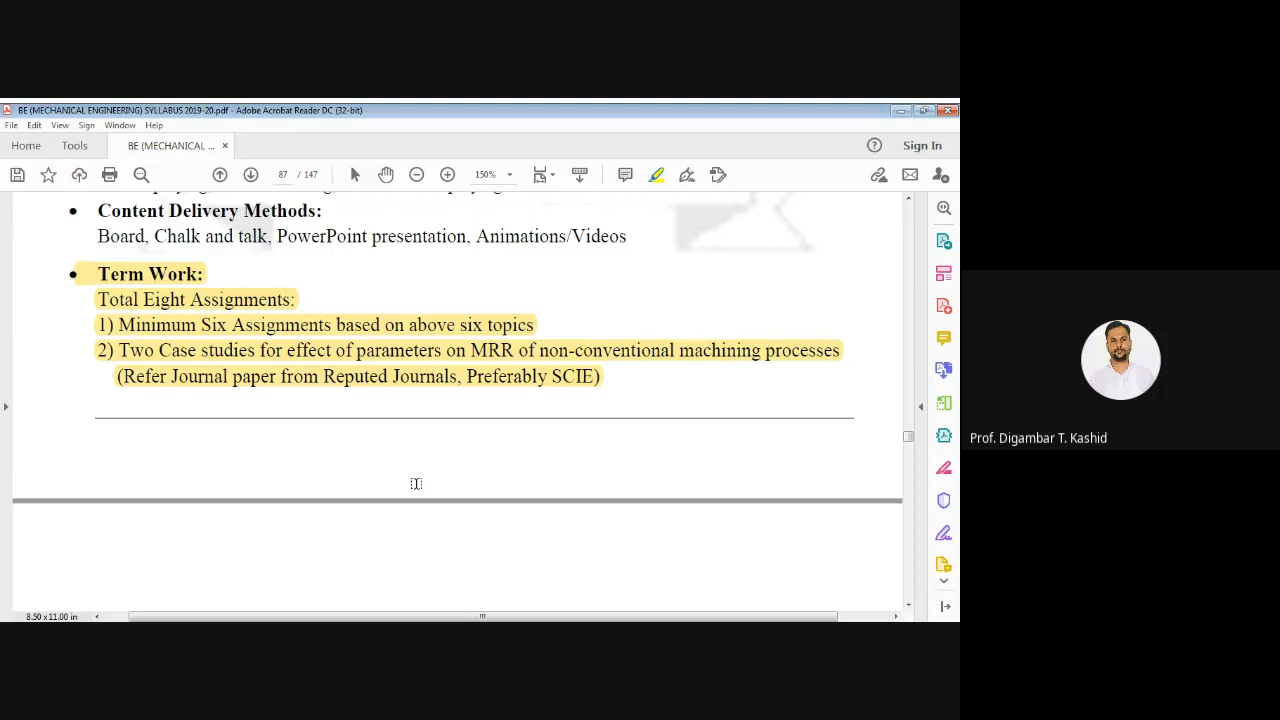 BE (MECHANICAL ENGINEERING) SYLLABUS 2019-20.pdf - Adobe Acrobat Reader DC (32-bit)
File Edit View Sign Window Help
Home Tools BE (MECHANICAL ... × Sign In
87 / 147 150%
• Content Delivery Methods:
Board, Chalk and talk, PowerPoint presentation, Animations/Videos
• Term Work:
Total Eight Assignments:
1) Minimum Six Assignments based on above six topics
2) Two Case studies for effect of parameters on MRR of non-conventional machining processes
(Refer Journal paper from Reputed Journals, Preferably SCIE)
Prof. Digambar T. Kashid
8.50 x 11.00 in